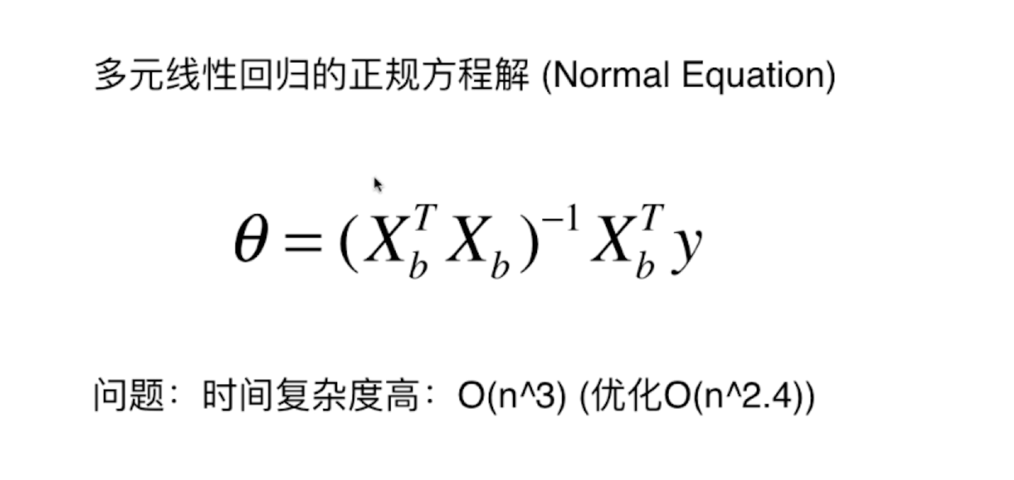 多元线性回归的正规方程解 (Normal Equation)
θ = (X_b^T X_b)^{-1} X_b^T y
问题：时间复杂度高：O(n^3) (优化O(n^2.4))